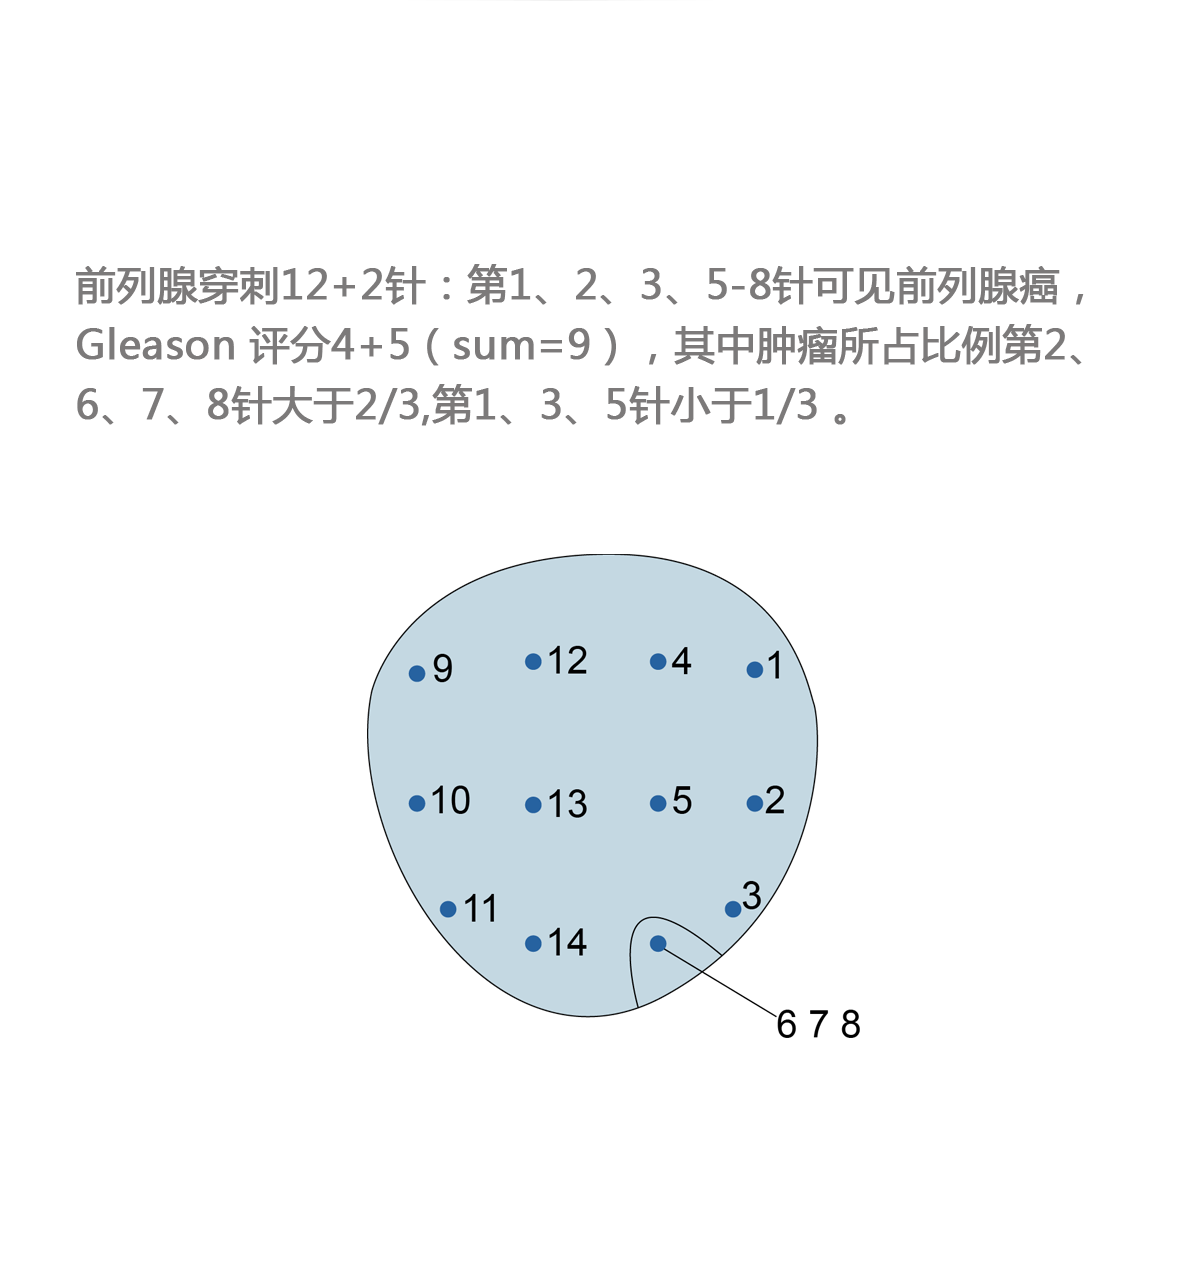 前列腺穿刺12+2针：第1、2、3、5-8针可见前列腺癌，
Gleason 评分4+5（sum=9），其中肿瘤所占比例第2、
6、7、8针大于2/3,第1、3、5针小于1/3 。
9 12 4 1
10 13 5 2
3
11
14
6 7 8